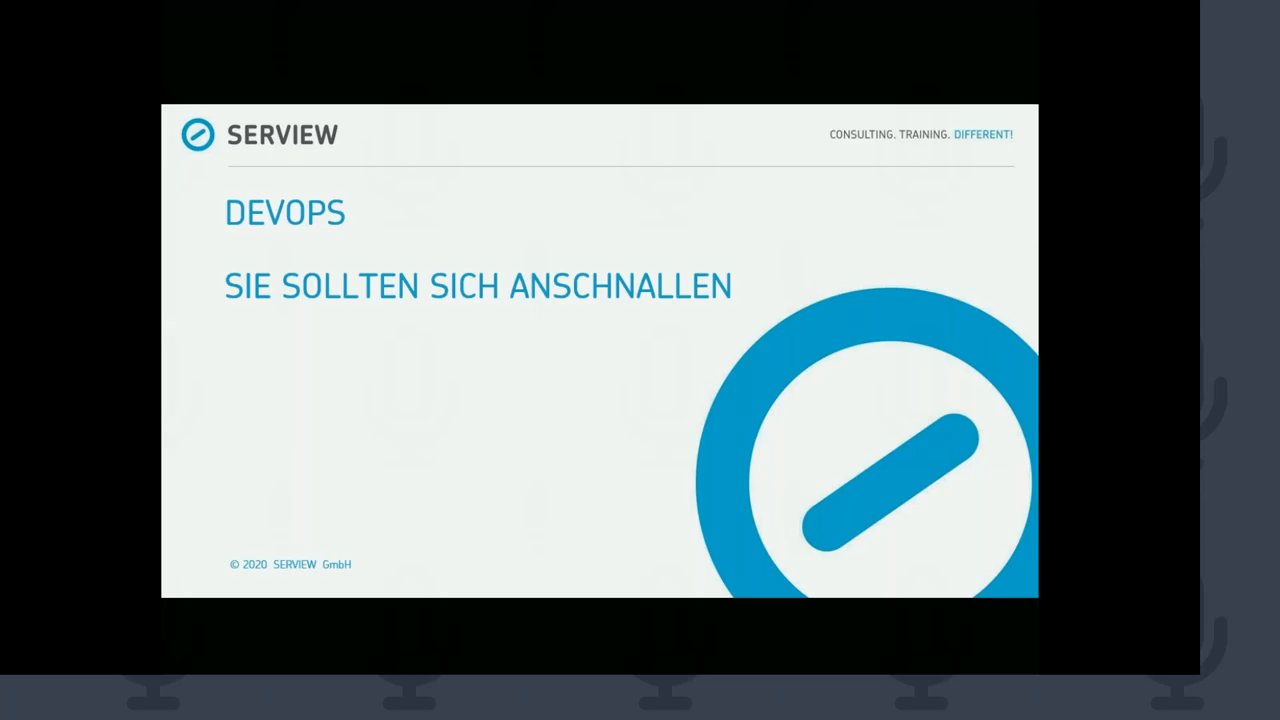 SERVIEW
CONSULTING. TRAINING. DIFFERENT!
DEVOPS
SIE SOLLTEN SICH ANSCHNALLEN
© 2020 SERVIEW GmbH